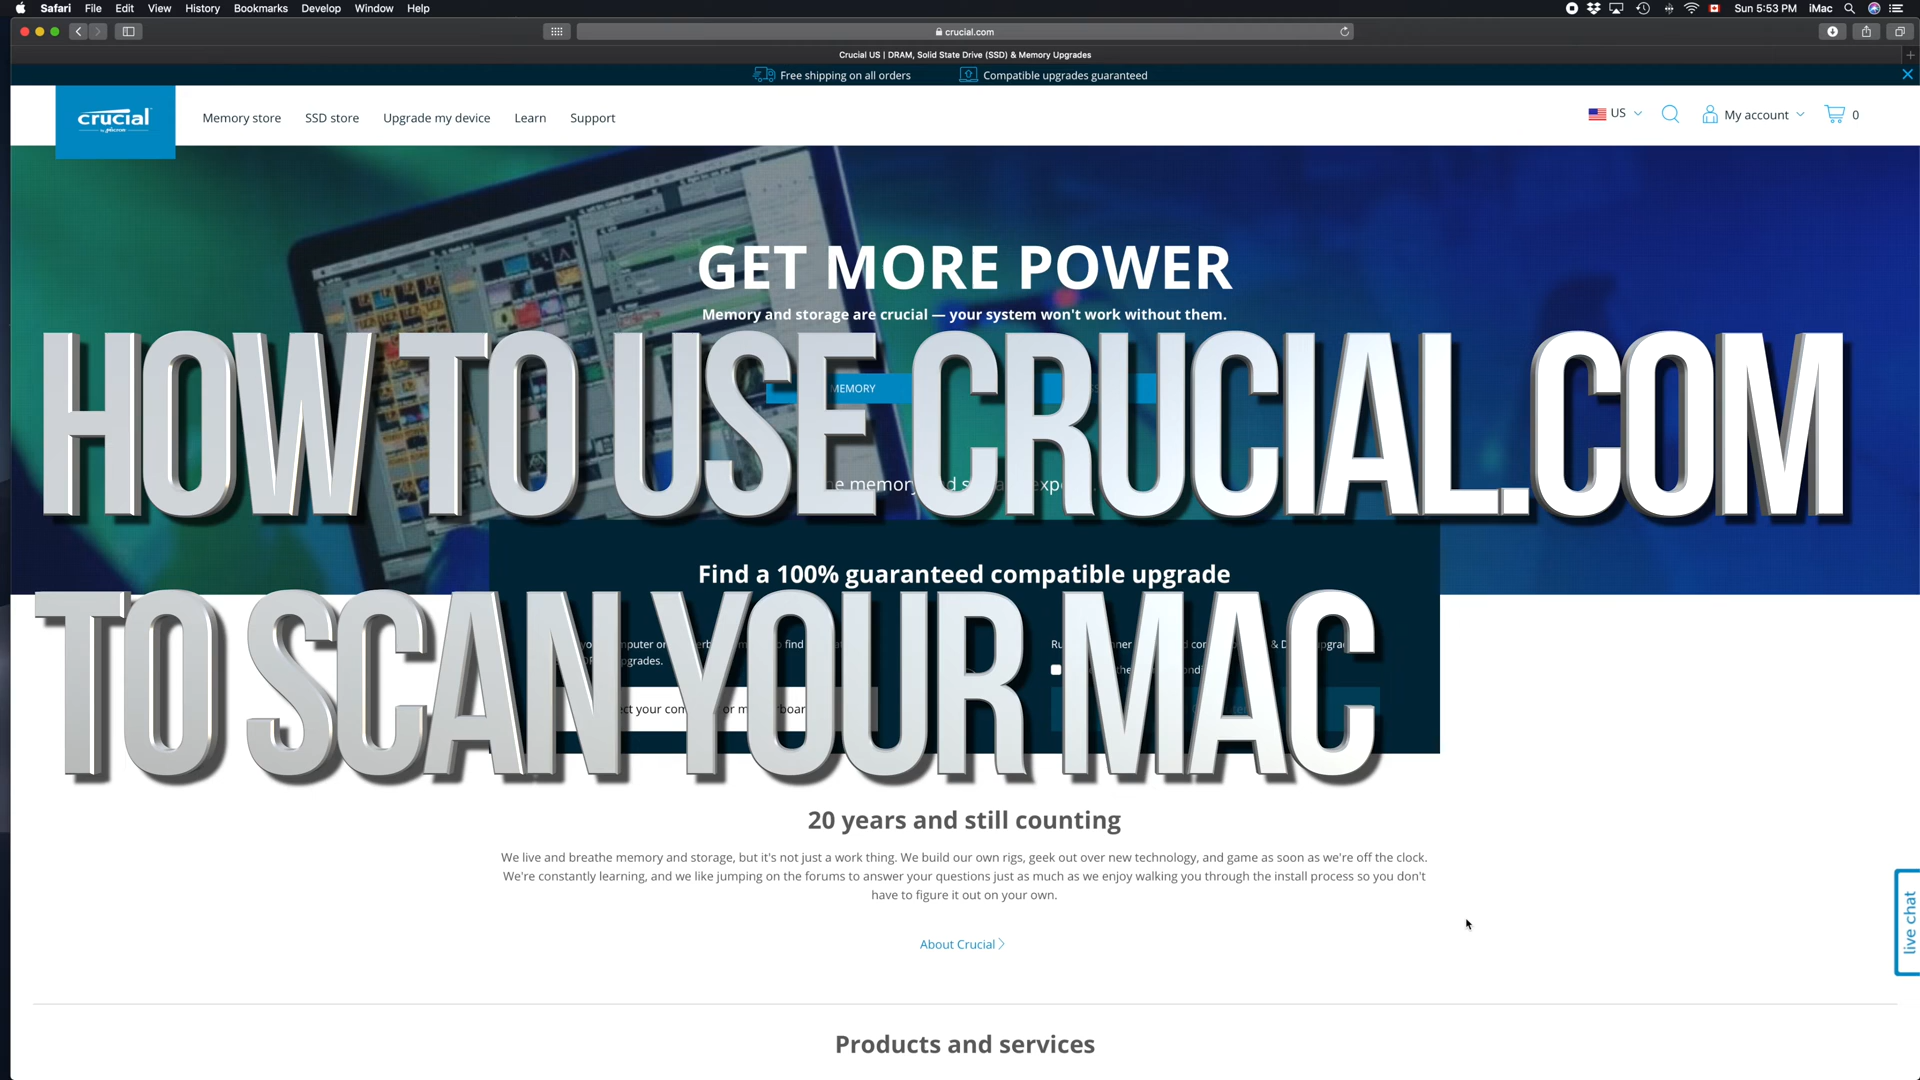 Safari File Edit View History Bookmarks Develop Window Help
Sun 5:53 PM iMac
crucial.com
Crucial US | DRAM, Solid State Drive (SSD) & Memory Upgrades
Free shipping on all orders Compatible upgrades guaranteed
crucial
by Micron
Memory store SSD store Upgrade my device Learn Support
US My account 0
GET MORE POWER
Memory and storage are crucial — your system won't work without them.
HOW TO USE CRUCIAL.COM
MEMORY
Find a 100% guaranteed compatible upgrade
TO SCAN YOUR MAC
20 years and still counting
We live and breathe memory and storage, but it's not just a work thing. We build our own rigs, geek out over new technology, and game as soon as we're off the clock.
We're constantly learning, and we like jumping on the forums to answer your questions just as much as we enjoy walking you through the install process so you don't
have to figure it out on your own.
About Crucial
live chat
Products and services